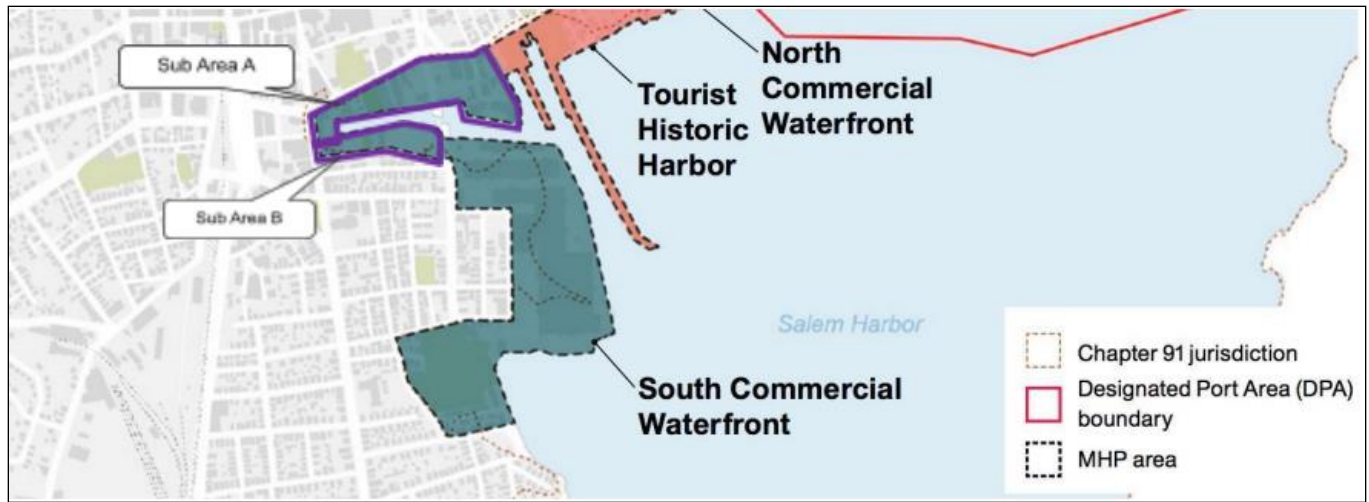 Sub Area A
North
Commercial
Waterfront
Tourist
Historic
Harbor
Sub Area B
Salem Harbor
South Commercial
Waterfront
Chapter 91 jurisdiction
Designated Port Area (DPA)
boundary
MHP area